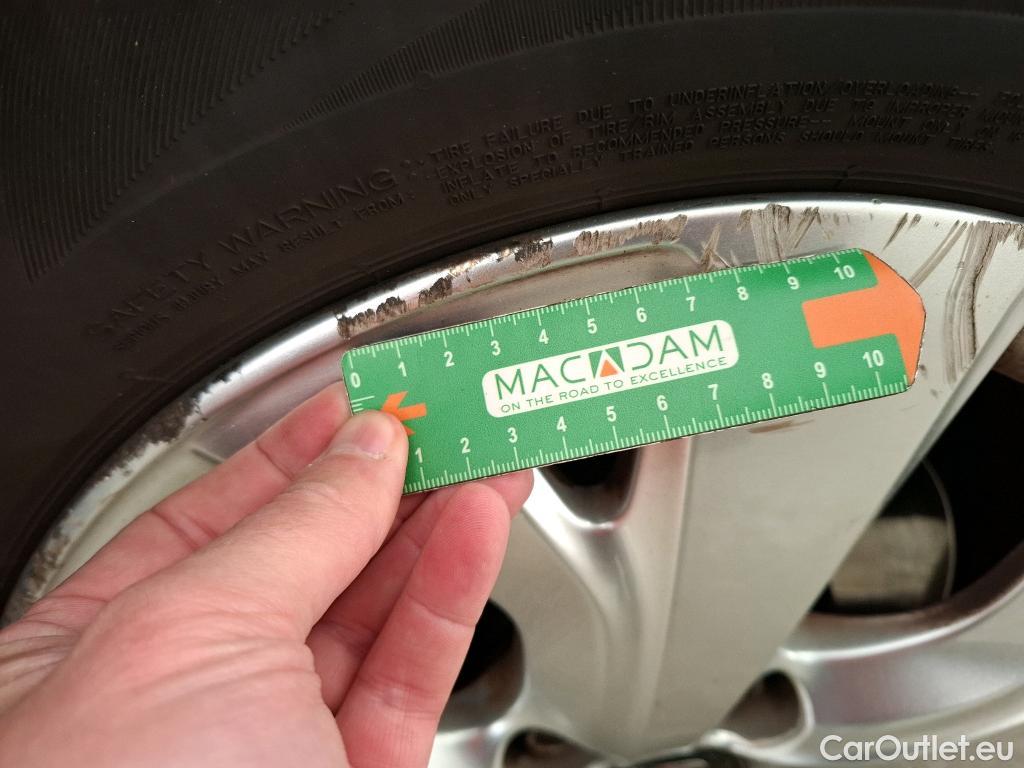 SAFETY WARNING
SERIOUS INJURY MAY RESULT FROM:
• TIRE FAILURE DUE TO UNDERINFLATION/OVERLOADING—
EXPLOSION OF TIRE/RIM ASSEMBLY DUE TO IMPROPER
INFLATE TO RECOMMENDED PRESSURE— MOUNT ONLY ON
ONLY SPECIALLY TRAINED PERSONS SHOULD MOUNT TIRES.
0 1 2 3 4 5 6 7 8 9 10
MACADAM
ON THE ROAD TO EXCELLENCE
1 2 3 4 5 6 7 8 9 10
CarOutlet.eu